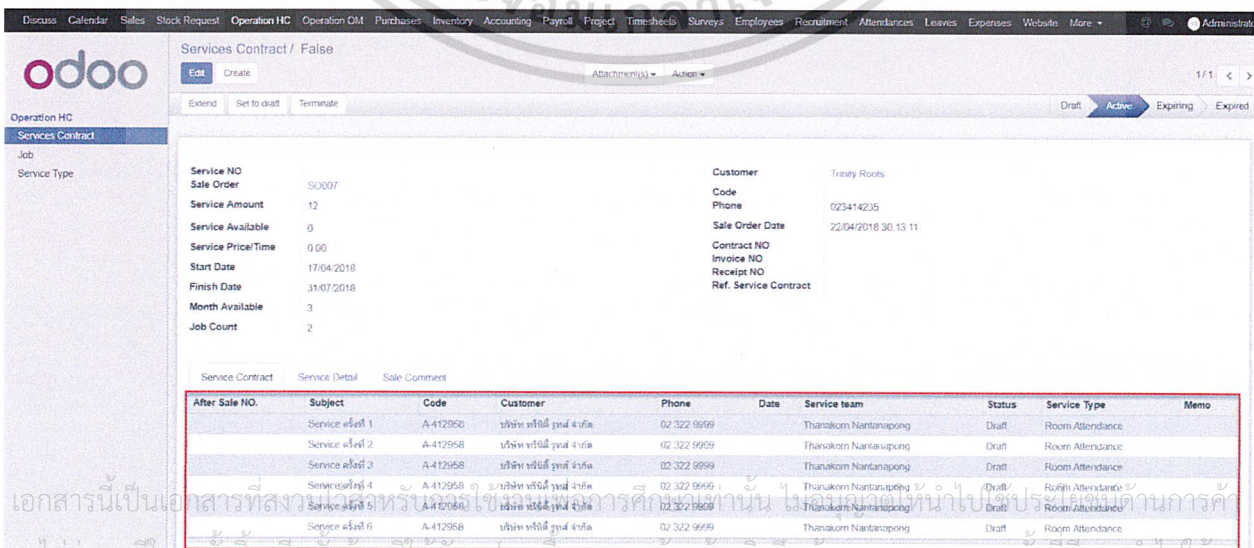 จอมเกล้า
Discuss Calendar Sales Stock Request Operation HC Operation OM Purchases Inventory Accounting Payroll Project Timesheets Surveys Employees Recruitment Attendances Leaves Expenses Website More Administrato
odoo
Services Contract / False
Edit Create Attachment(s) Action 1/1
Extend Set to draft Terminate Draft Active Expiring Expired
Operation HC
Services Contract
Job
Service Type
Service NO
Sale Order SO007
Service Amount 12
Service Available 0
Service Price/Time 0.00
Start Date 17/04/2018
Finish Date 31/07/2018
Month Available 3
Job Count 2
Customer Trinity Roots
Code
Phone 023414235
Sale Order Date 22/04/2018 30:13:11
Contract NO
Invoice NO
Receipt NO
Ref. Service Contract
Service Contract Service Detail Sale Comment
After Sale NO. Subject Code Customer Phone Date Service team Status Service Type Memo
Service ครั้งที่ 1 A-412958 บริษัท ทรีนิตี้ รูทส์ จำกัด 02 322 9999 Thanakorn Nantanapong Draft Room Attendance
Service ครั้งที่ 2 A-412958 บริษัท ทรีนิตี้ รูทส์ จำกัด 02 322 9999 Thanakorn Nantanapong Draft Room Attendance
Service ครั้งที่ 3 A-412958 บริษัท ทรีนิตี้ รูทส์ จำกัด 02 322 9999 Thanakorn Nantanapong Draft Room Attendance
Service ครั้งที่ 4 A-412958 บริษัท ทรีนิตี้ รูทส์ จำกัด 02 322 9999 Thanakorn Nantanapong Draft Room Attendance
เอกสารนี้เป็นเอกสารที่สงวนไว้สำหรับการใช้งานเพื่อการศึกษาเท่านั้น ไม่อนุญาตให้นำไปใช้ประโยชน์ด้านการค้า
Service ครั้งที่ 5 A-412958 บริษัท ทรีนิตี้ รูทส์ จำกัด 02 322 9999 Thanakorn Nantanapong Draft Room Attendance
Service ครั้งที่ 6 A-412958 บริษัท ทรีนิตี้ รูทส์ จำกัด 02 322 9999 Thanakorn Nantanapong Draft Room Attendance